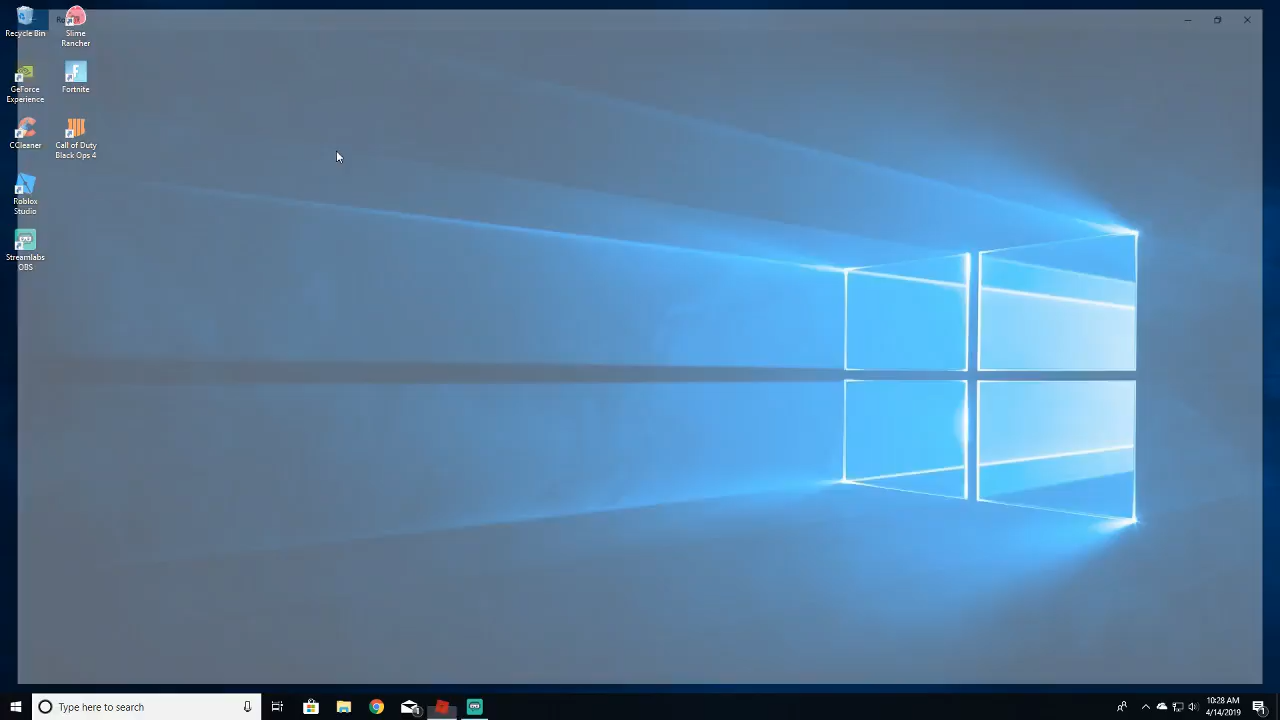 Recycle Bin
Slime
Rancher
GeForce
Experience
Fortnite
CCleaner
Call of Duty
Black Ops 4
Roblox
Studio
Streamlabs
OBS
Type here to search
10:28 AM
4/14/2019